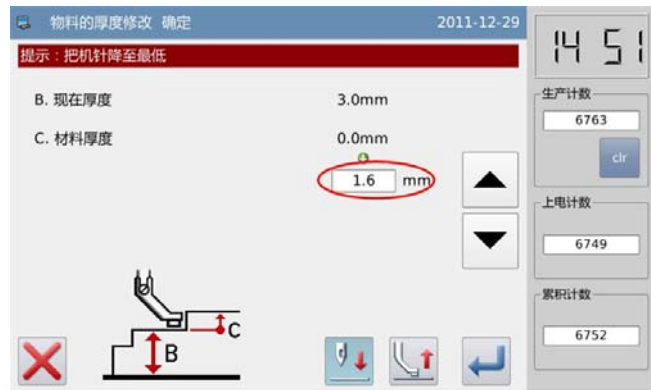 物料的厚度修改 确定 2011-12-29
14 51
提示：把机针降至最低
B. 现在厚度 3.0mm
C. 材料厚度 0.0mm
1.6 mm
生产计数
6763
clr
上电计数
6749
累积计数
6752
C
B